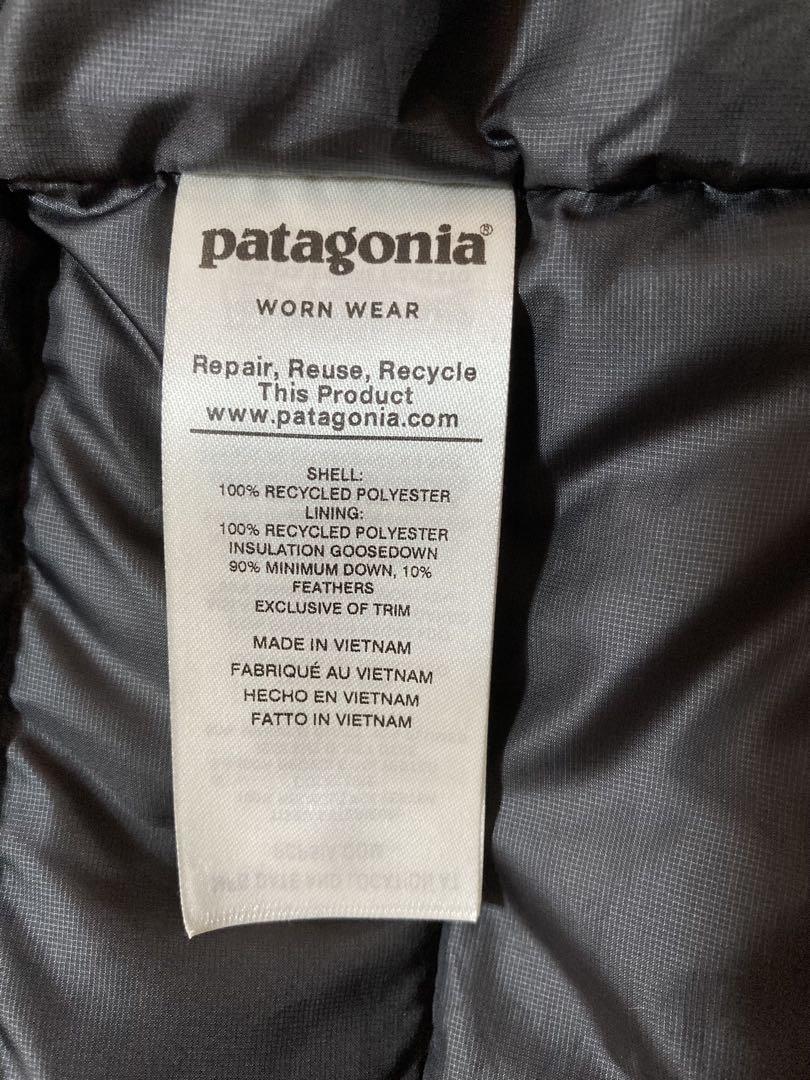 patagonia®
WORN WEAR
Repair, Reuse, Recycle
This Product
www.patagonia.com
SHELL:
100% RECYCLED POLYESTER
LINING:
100% RECYCLED POLYESTER
INSULATION GOOSEDOWN
90% MINIMUM DOWN, 10%
FEATHERS
EXCLUSIVE OF TRIM
MADE IN VIETNAM
FABRIQUÉ AU VIETNAM
HECHO EN VIETNAM
FATTO IN VIETNAM